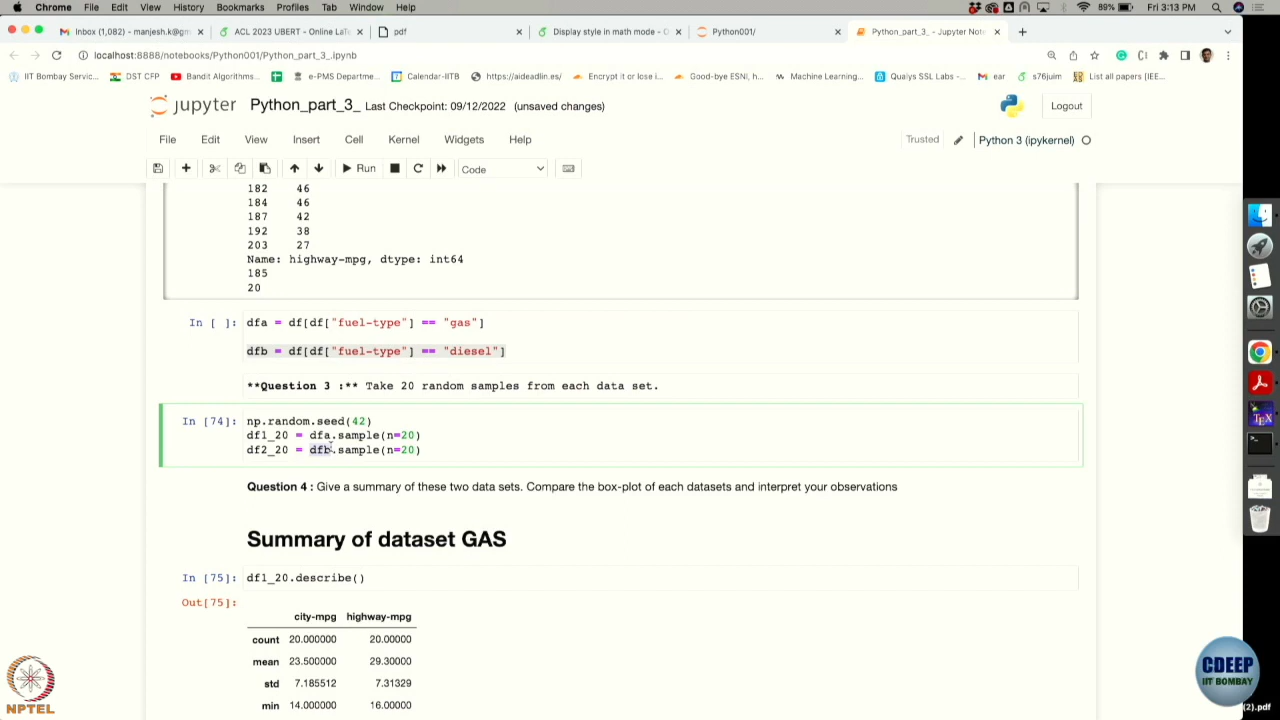 Chrome File Edit View History Bookmarks Profiles Tab Window Help 89% Fri 3:13 PM
Inbox (1,082) - manjesh.k@gm ACL 2023 UBERT - Online LaTe pdf Display style in math mode - O Python001/ Python_part_3_ - Jupyter Note
localhost:8888/notebooks/Python001/Python_part_3_.ipynb
IIT Bombay Servic... DST CFP Bandit Algorithms... e-PMS Departme... Calendar-IITB https://aideadlin.es/ Encrypt it or lose i... Good-bye ESNI, h... Machine Learning... Qualys SSL Labs -... ear s76juim List all papers (IEE...
jupyter Python_part_3_ Last Checkpoint: 09/12/2022 (unsaved changes) Logout
File Edit View Insert Cell Kernel Widgets Help Trusted Python 3 (ipykernel)
Run Code
182 46
184 46
187 42
192 38
203 27
Name: highway-mpg, dtype: int64
185
20
In [ ]: dfa = df[df["fuel-type"] == "gas"]
dfb = df[df["fuel-type"] == "diesel"]
**Question 3 :** Take 20 random samples from each data set.
In [74]: np.random.seed(42)
df1_20 = dfa.sample(n=20)
df2_20 = dfb.sample(n=20)
Question 4 : Give a summary of these two data sets. Compare the box-plot of each datasets and interpret your observations
Summary of dataset GAS
In [75]: df1_20.describe()
Out[75]:
city-mpg highway-mpg
count 20.000000 20.00000
mean 23.500000 29.30000
std 7.185512 7.31329
min 14.000000 16.00000
NPTEL
CDEEP
IIT BOMBAY
(2).pdf